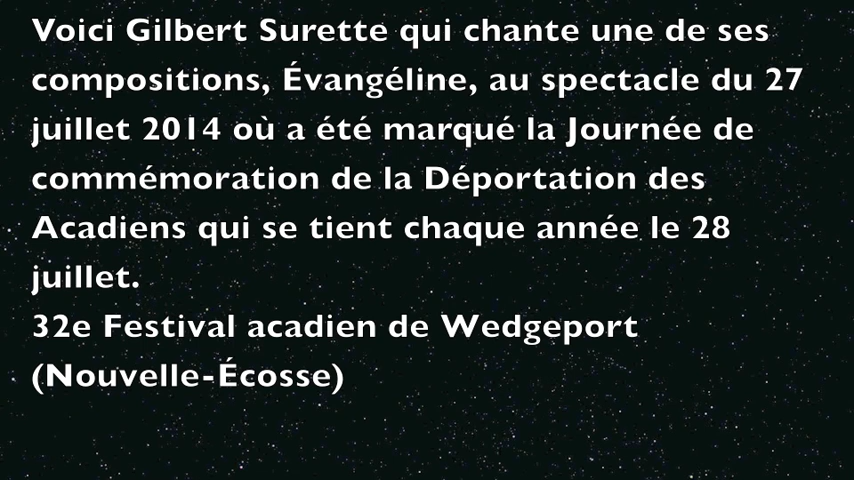 Voici Gilbert Surette qui chante une de ses
compositions, Évangéline, au spectacle du 27
juillet 2014 où a été marqué la Journée de
commémoration de la Déportation des
Acadiens qui se tient chaque année le 28
juillet.
32e Festival acadien de Wedgeport
(Nouvelle-Écosse)